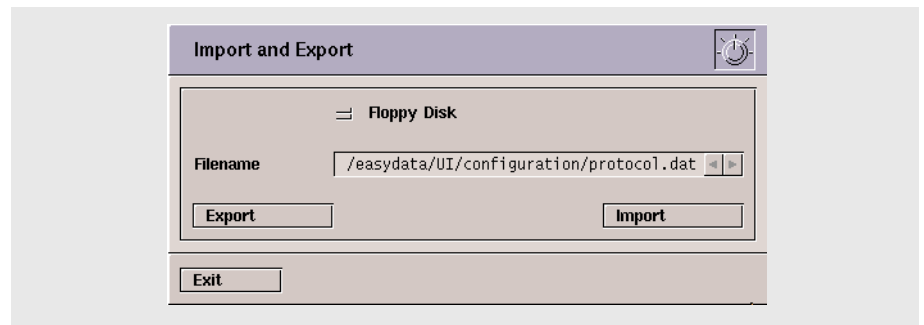 Import and Export
Floppy Disk
Filename /easydata/UI/configuration/protocol.dat
Export Import
Exit